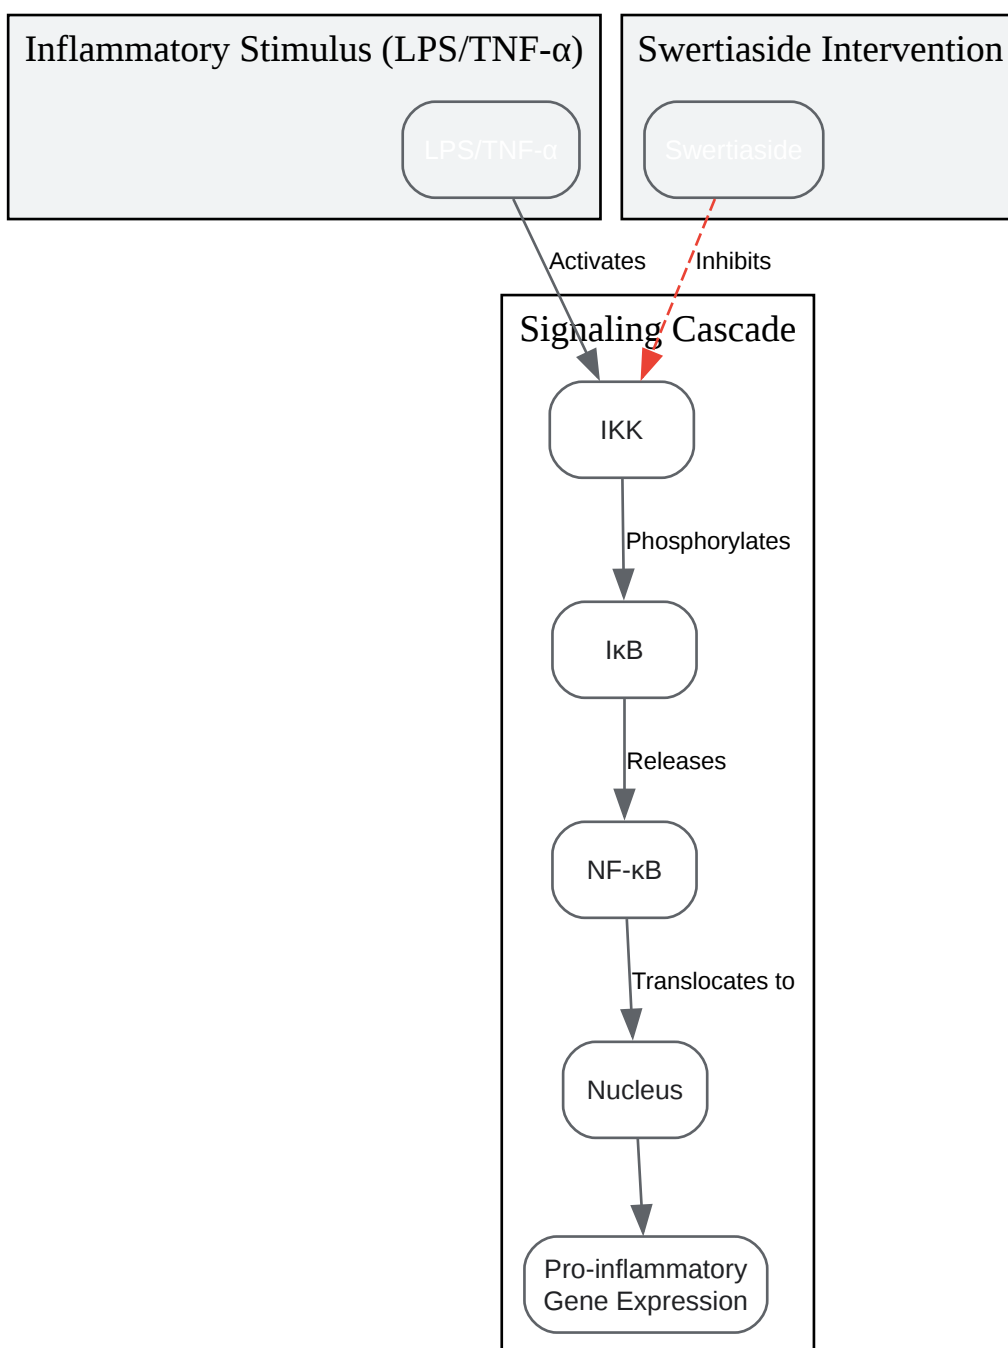 Inflammatory Stimulus (LPS/TNF-α)
Swertiaside Intervention
LPS/TNF-α
Swertiaside
Activates
Inhibits
Signaling Cascade
IKK
Phosphorylates
IκB
Releases
NF-κB
Translocates to
Nucleus
Pro-inflammatory
Gene Expression